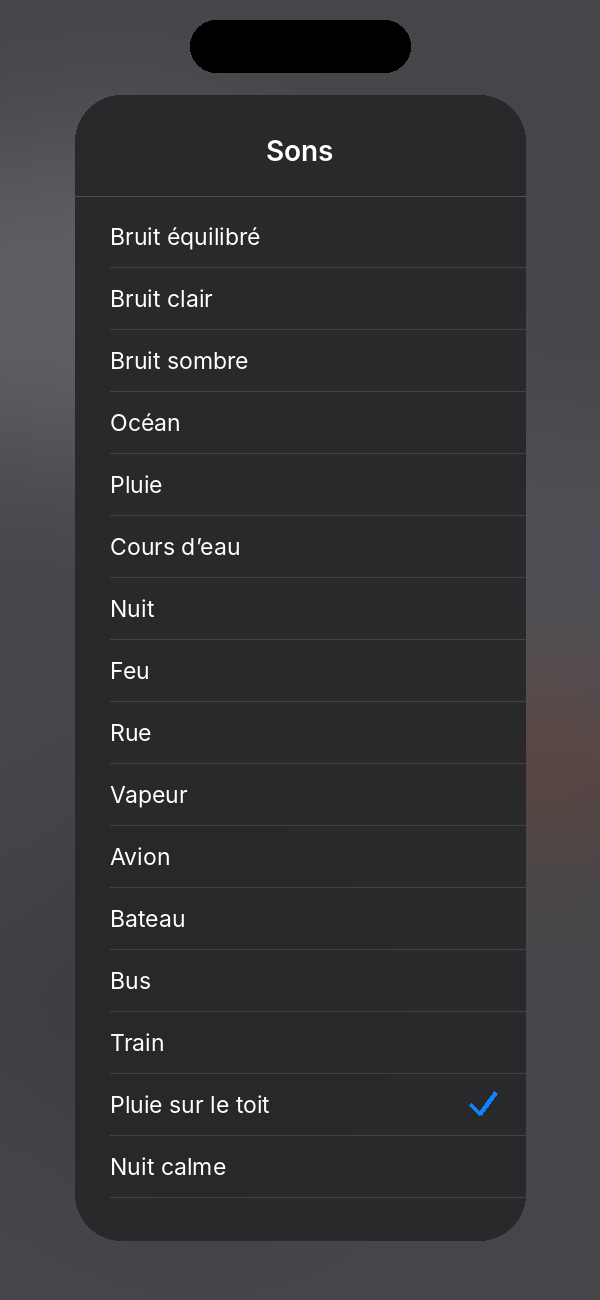 Sons
Bruit équilibré
Bruit clair
Bruit sombre
Océan
Pluie
Cours d’eau
Nuit
Feu
Rue
Vapeur
Avion
Bateau
Bus
Train
Pluie sur le toit
Nuit calme